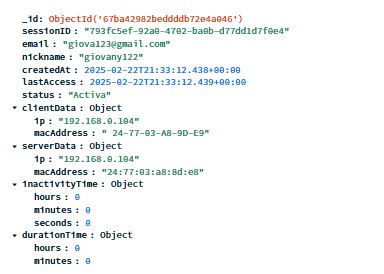 _id: ObjectId('67ba42982beddddb72e4a046')
sessionID : "793fc5ef-92a0-4702-ba0b-d77dd1d7f0e4"
email : "giova123@gmail.com"
nickname : "giovany122"
createdAt : 2025-02-22T21:33:12.438+00:00
lastAccess : 2025-02-22T21:33:12.439+00:00
status : "Activa"
clientData : Object
ip : "192.168.0.104"
macAddress : " 24-77-03-A8-9D-E9"
serverData : Object
ip : "192.168.0.104"
macAddress : "24:77:03:a8:8d:e8"
inactivityTime : Object
hours : 0
minutes : 0
seconds : 0
durationTime : Object
hours : 0
minutes : 0